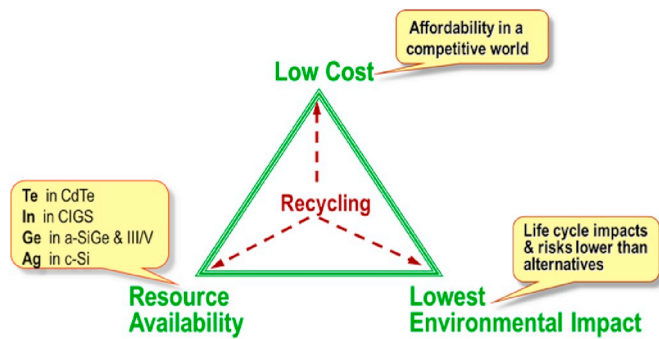 Affordability in a
competitive world
Low Cost
Te in CdTe
In in CIGS
Ge in a-SiGe & III/V
Ag in c-Si
Recycling
Life cycle impacts
& risks lower than
alternatives
Resource
Availability
Lowest
Environmental Impact